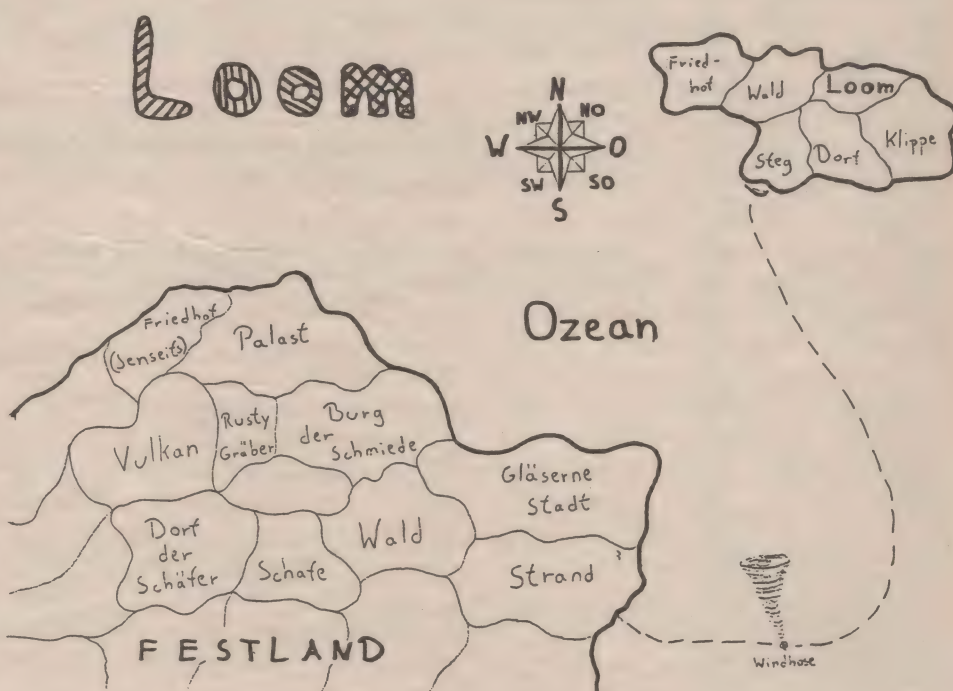 Loom
N
NW NO
W O
SW SO
S
Fried-
hof
Wald
Loom
Steg
Dorf
Klippe
Ozean
Friedhof
(Jenseits)
Palast
Vulkan
Rusty
Gräber
Burg
der
Schmiede
Gläserne
Stadt
Dorf
der
Schäfer
Schafe
Wald
Strand
FESTLAND
Windhose